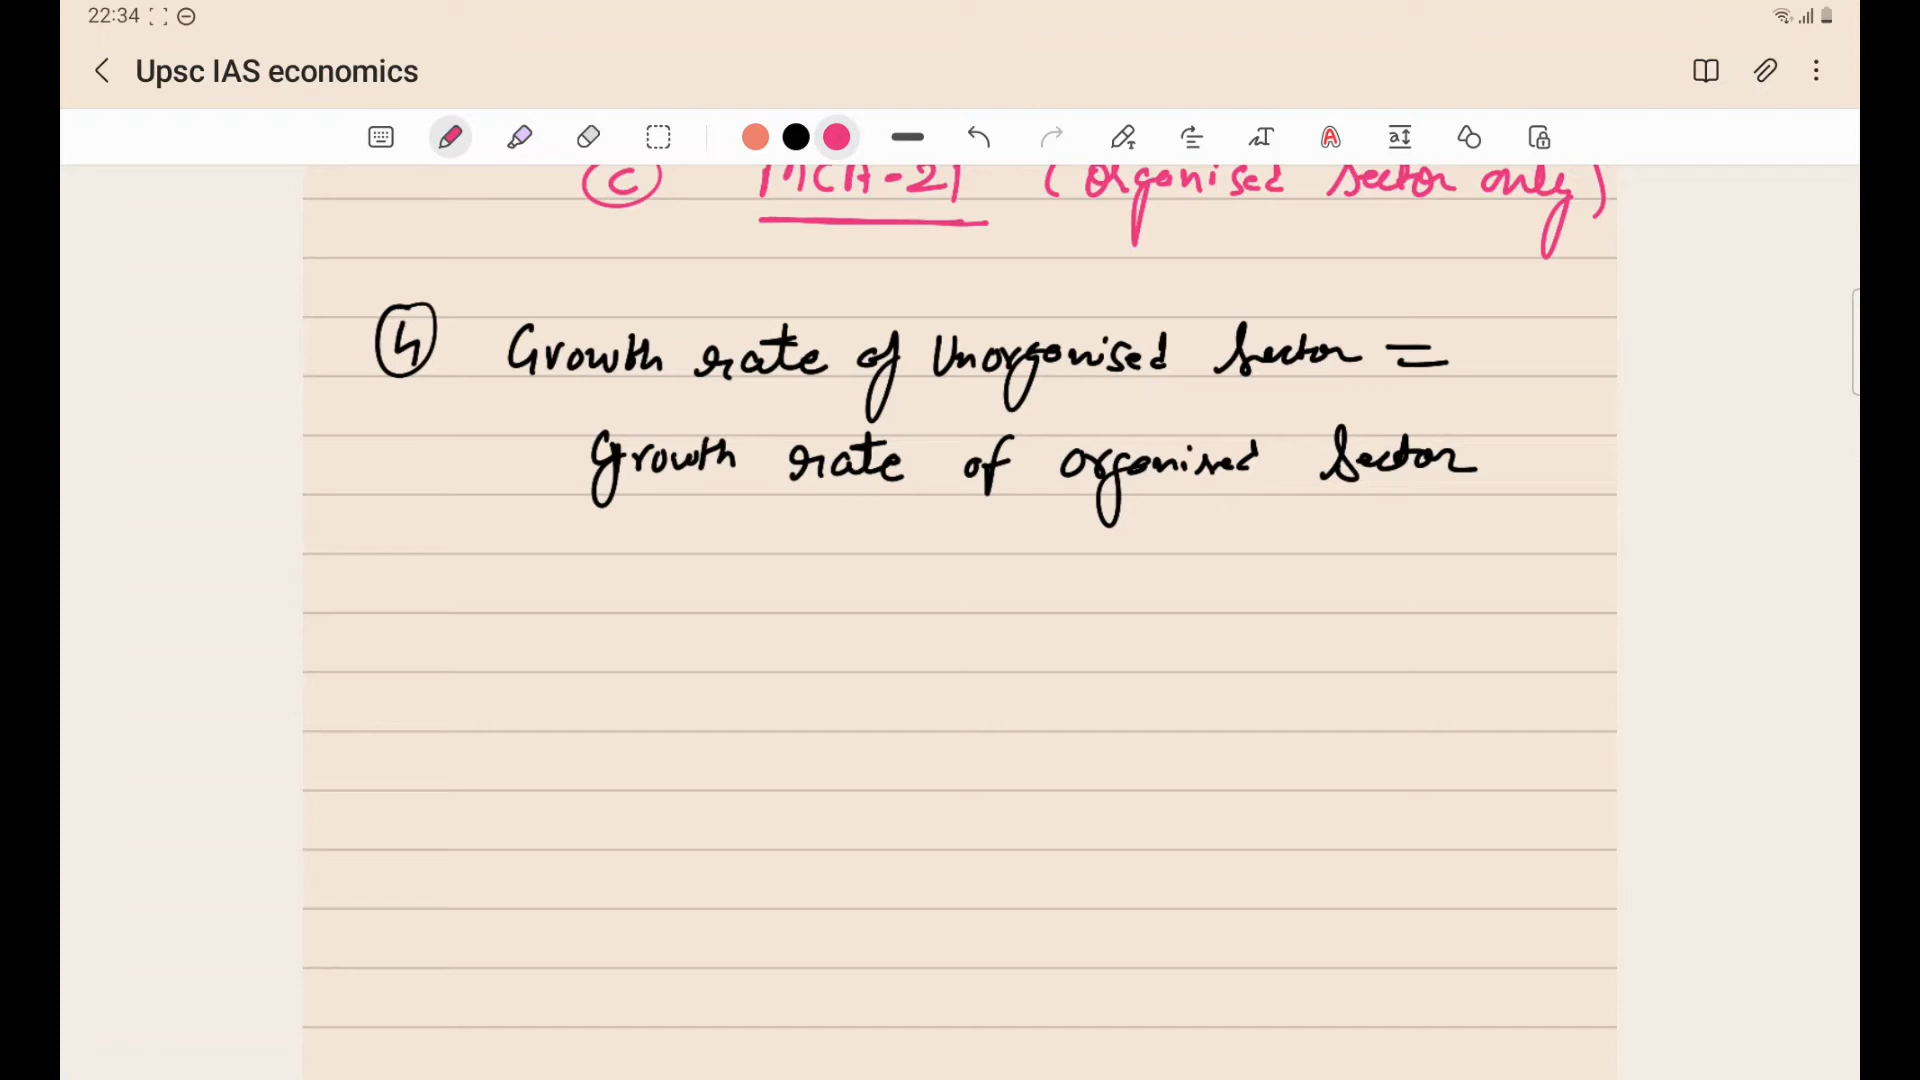 22:34
Upsc IAS economics
(C) MCA-21 (Organised Sector only)
(4) Growth rate of Unorganised Sector =
Growth rate of organised Sector